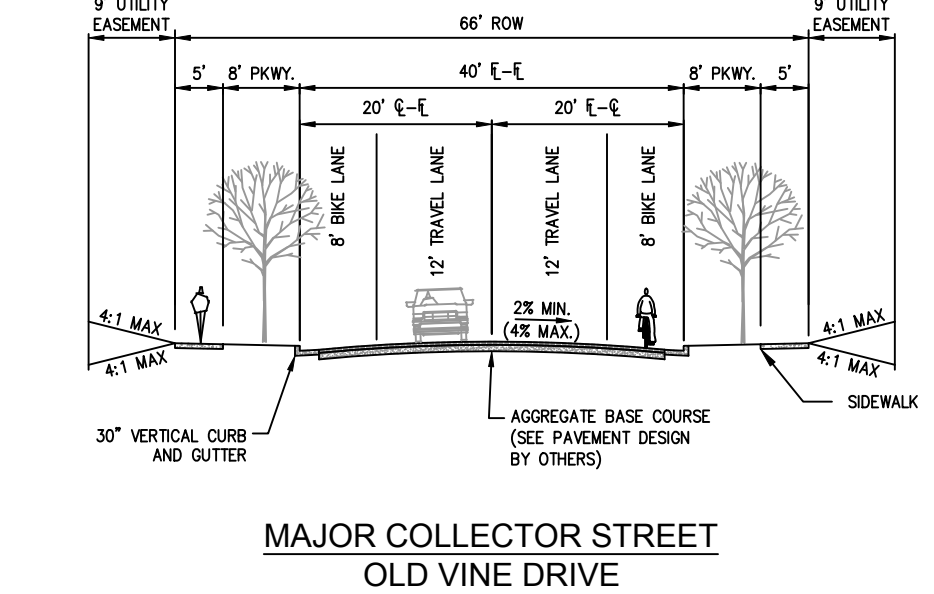 9' UTILITY
EASEMENT
66' ROW
9' UTILITY
EASEMENT
5'
8' PKWY.
40' FL-FL
8' PKWY.
5'
20' CL-FL
20' FL-CL
8' BIKE LANE
12' TRAVEL LANE
12' TRAVEL LANE
8' BIKE LANE
2% MIN.
(4% MAX.)
4:1 MAX
4:1 MAX
4:1 MAX
4:1 MAX
SIDEWALK
30" VERTICAL CURB
AND GUTTER
AGGREGATE BASE COURSE
(SEE PAVEMENT DESIGN
BY OTHERS)
MAJOR COLLECTOR STREET
OLD VINE DRIVE